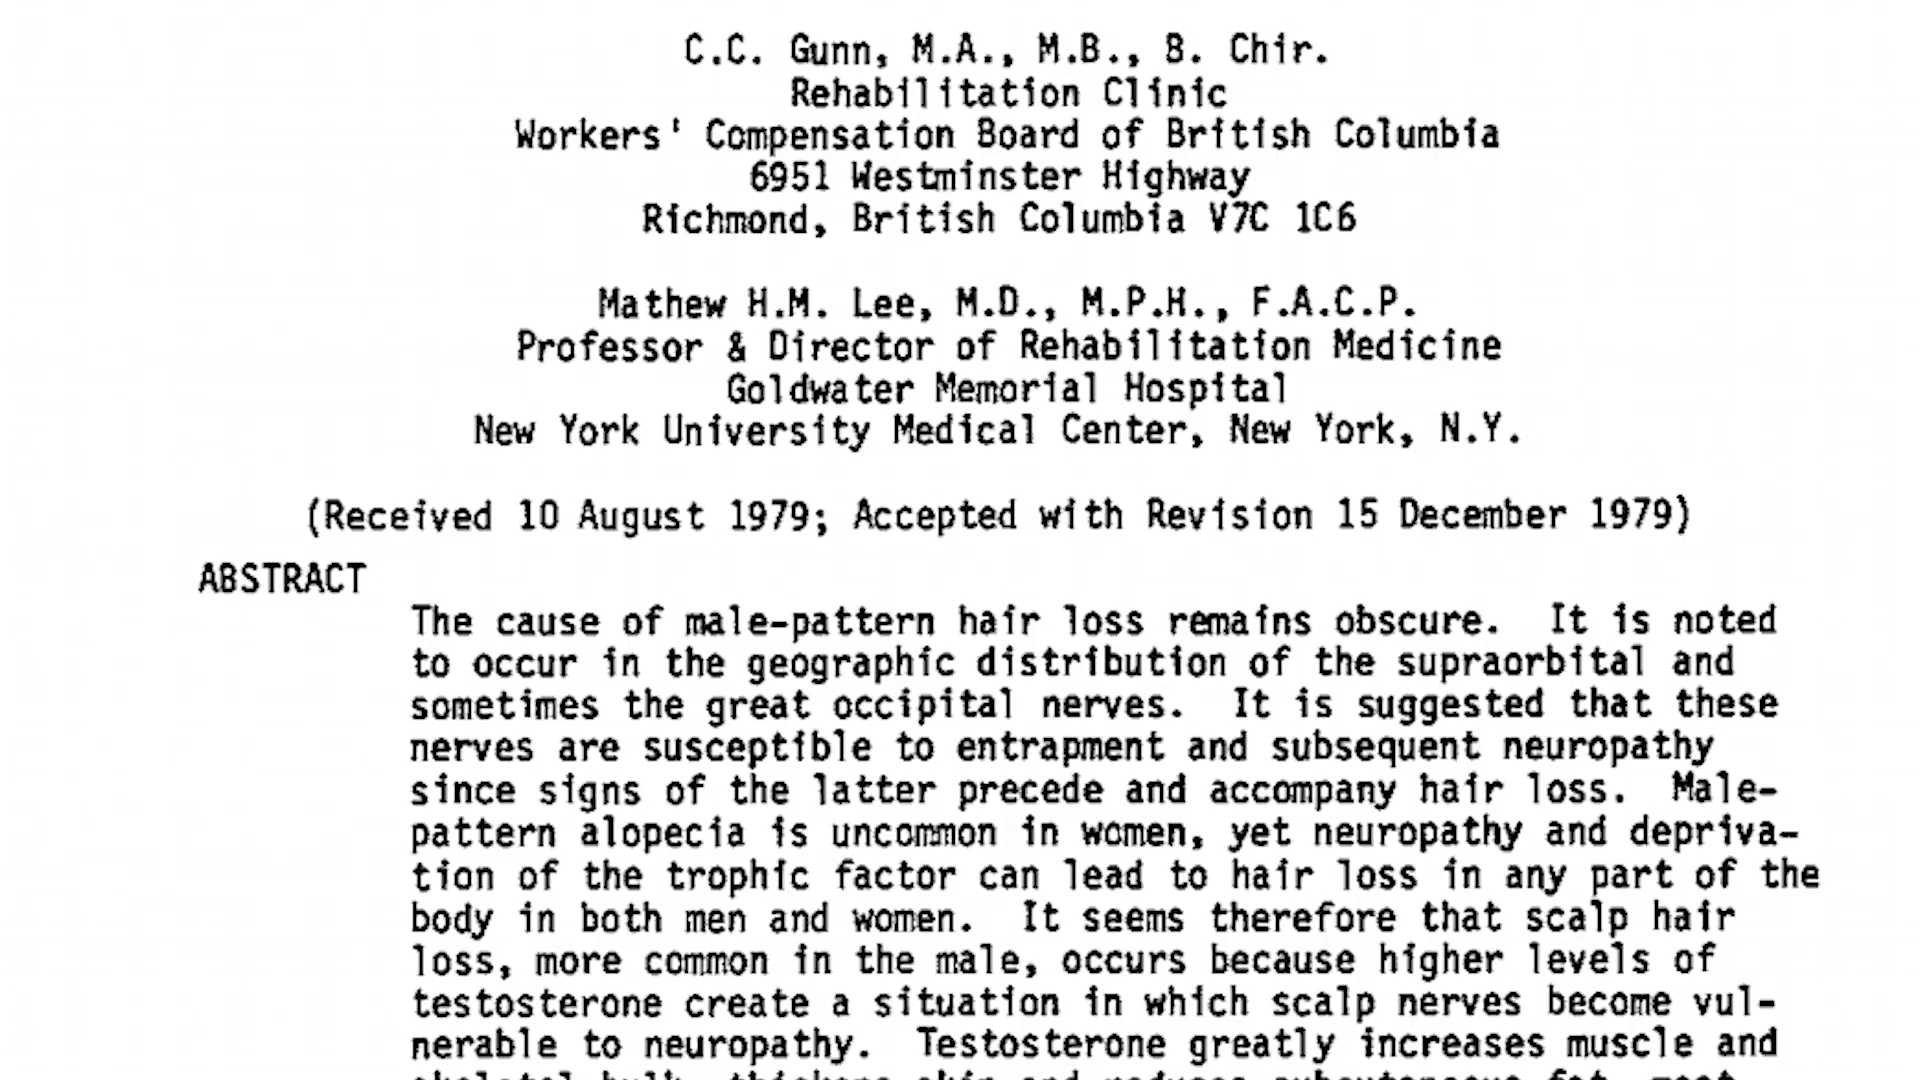 C.C. Gunn, M.A., M.B., B. Chir.
Rehabilitation Clinic
Workers' Compensation Board of British Columbia
6951 Westminster Highway
Richmond, British Columbia V7C 1C6
Mathew H.M. Lee, M.D., M.P.H., F.A.C.P.
Professor & Director of Rehabilitation Medicine
Goldwater Memorial Hospital
New York University Medical Center, New York, N.Y.
(Received 10 August 1979; Accepted with Revision 15 December 1979)
ABSTRACT
The cause of male-pattern hair loss remains obscure. It is noted
to occur in the geographic distribution of the supraorbital and
sometimes the great occipital nerves. It is suggested that these
nerves are susceptible to entrapment and subsequent neuropathy
since signs of the latter precede and accompany hair loss. Male-
pattern alopecia is uncommon in women, yet neuropathy and depriva-
tion of the trophic factor can lead to hair loss in any part of the
body in both men and women. It seems therefore that scalp hair
loss, more common in the male, occurs because higher levels of
testosterone create a situation in which scalp nerves become vul-
nerable to neuropathy. Testosterone greatly increases muscle and